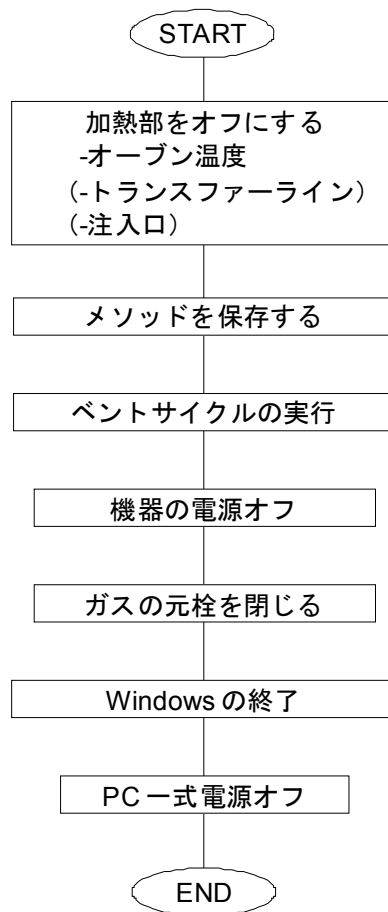 START
加熱部をオフにする
-オーブン温度
(-トランスファーライン)
(-注入口)
メソッドを保存する
ベントサイクルの実行
機器の電源オフ
ガスの元栓を閉じる
Windows の終了
PC 一式電源オフ
END